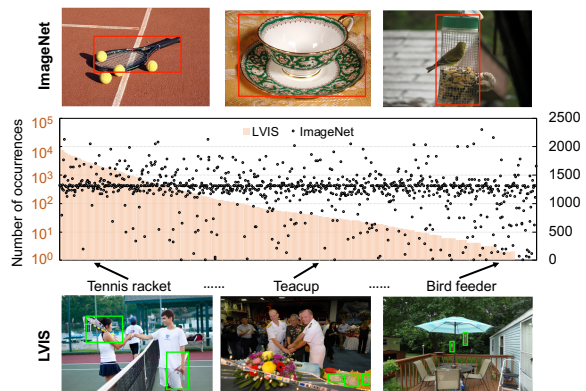 ImageNet
Number of occurrences
10^5
10^4
10^3
10^2
10^1
10^0
LVIS
ImageNet
2500
2000
1500
1000
500
0
Tennis racket
......
Teacup
......
Bird feeder
LVIS